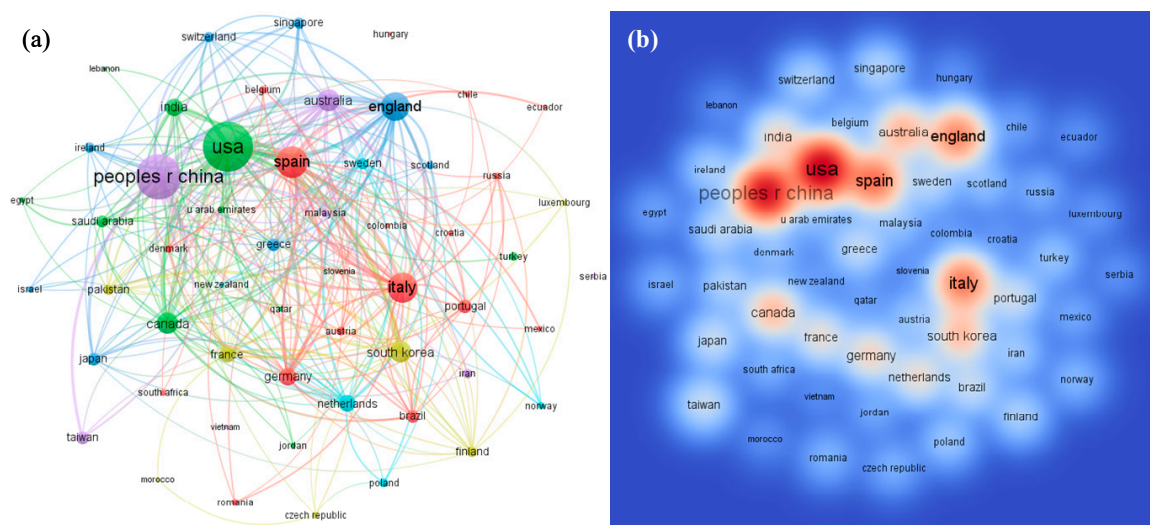 (a)
singapore
switzerland
hungary
lebanon
belgium
chile
india
australia
england
ecuador
usa
ireland
spain
sweden
scotland
peoples r china
russia
egypt
luxembourg
saudi arabia
u arab emirates
malaysia
colombia
croatia
denmark
greece
turkey
slovenia
serbia
israel
pakistan
new zealand
italy
qatar
portugal
canada
austria
mexico
japan
france
south korea
germany
iran
south africa
netherlands
norway
brazil
taiwan
vietnam
jordan
finland
morocco
poland
romania
czech republic
(b)
singapore
switzerland
hungary
lebanon
belgium
chile
india
australia
england
ecuador
ireland
usa
spain
sweden
scotland
peoples r china
russia
egypt
u arab emirates
luxembourg
saudi arabia
malaysia
colombia
croatia
denmark
greece
turkey
slovenia
serbia
israel
pakistan
new zealand
italy
qatar
portugal
canada
austria
mexico
japan
france
south korea
germany
iran
south africa
netherlands
norway
brazil
taiwan
vietnam
jordan
finland
morocco
poland
romania
czech republic